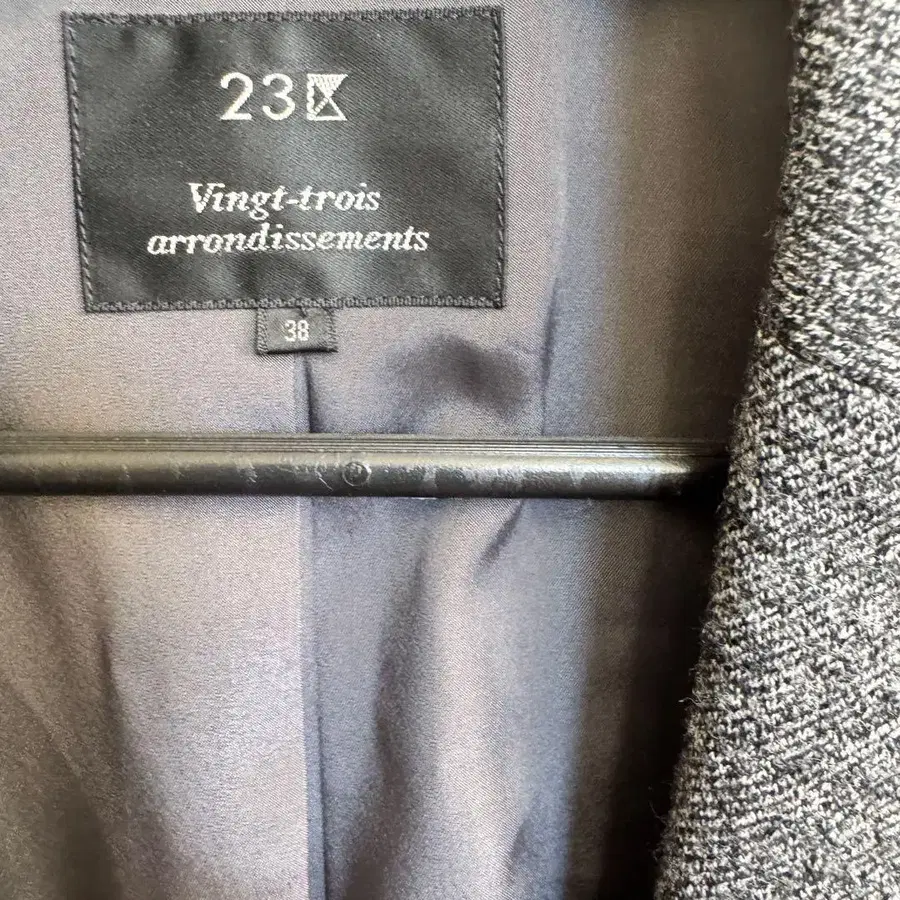 23区
Vingt-trois
arrondissements
38